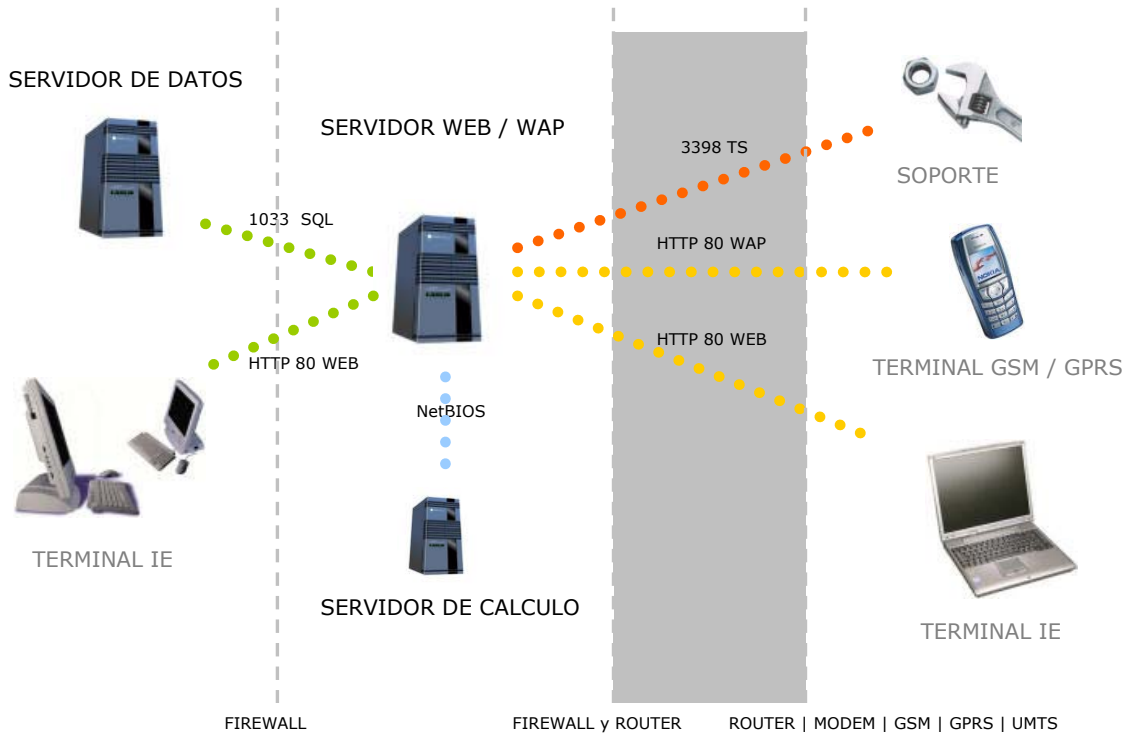 SERVIDOR DE DATOS
SERVIDOR WEB / WAP
3398 TS
SOPORTE
1033 SQL
HTTP 80 WAP
NOKIA
HTTP 80 WEB
HTTP 80 WEB
TERMINAL GSM / GPRS
NetBIOS
TERMINAL IE
SERVIDOR DE CALCULO
TERMINAL IE
FIREWALL
FIREWALL y ROUTER
ROUTER | MODEM | GSM | GPRS | UMTS